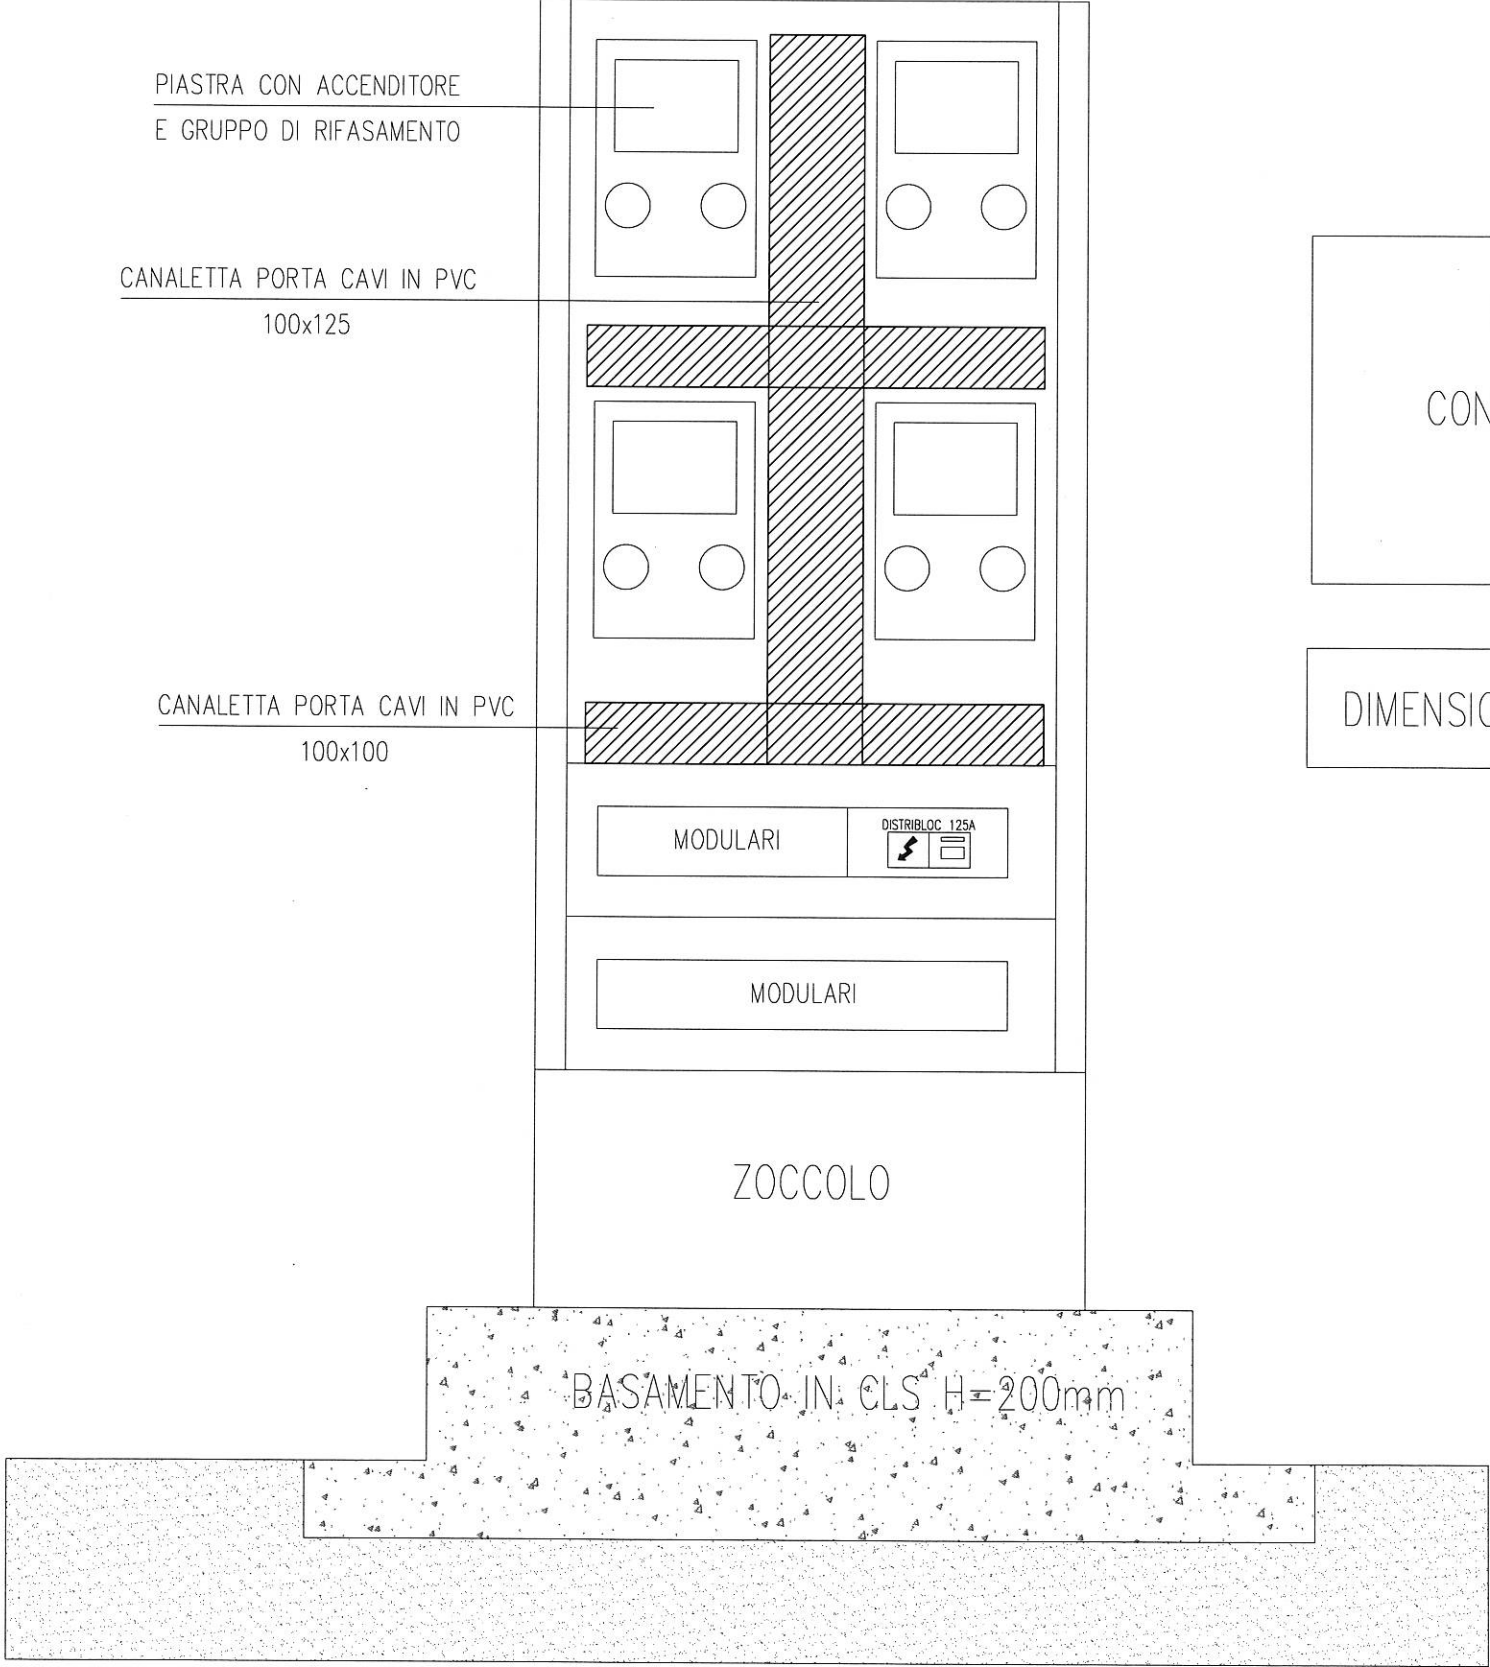 PIASTRA CON ACCENDITORE
E GRUPPO DI RIFASAMENTO
CANALETTA PORTA CAVI IN PVC
100x125
CANALETTA PORTA CAVI IN PVC
100x100
MODULARI
DISTRIBLOC 125A
MODULARI
ZOCCOLO
BASAMENTO IN CLS H=200mm